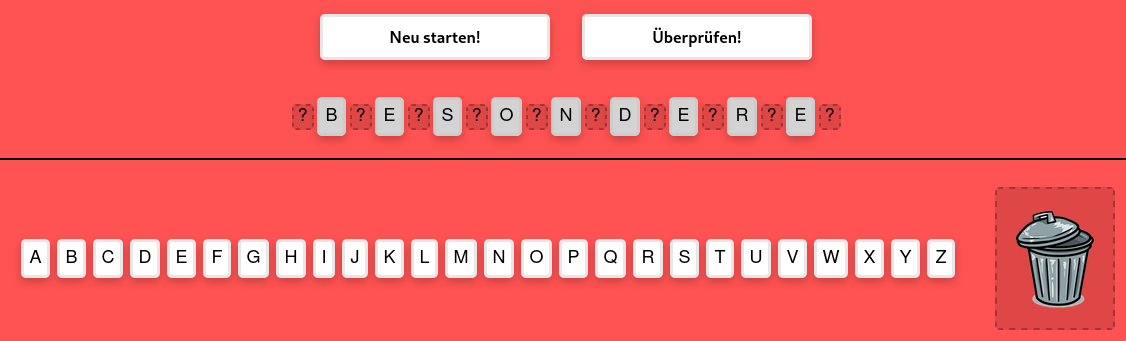 Neu starten! Überprüfen!
? B ? E ? S ? O ? N ? D ? E ? R ? E ?
A B C D E F G H I J K L M N O P Q R S T U V W X Y Z